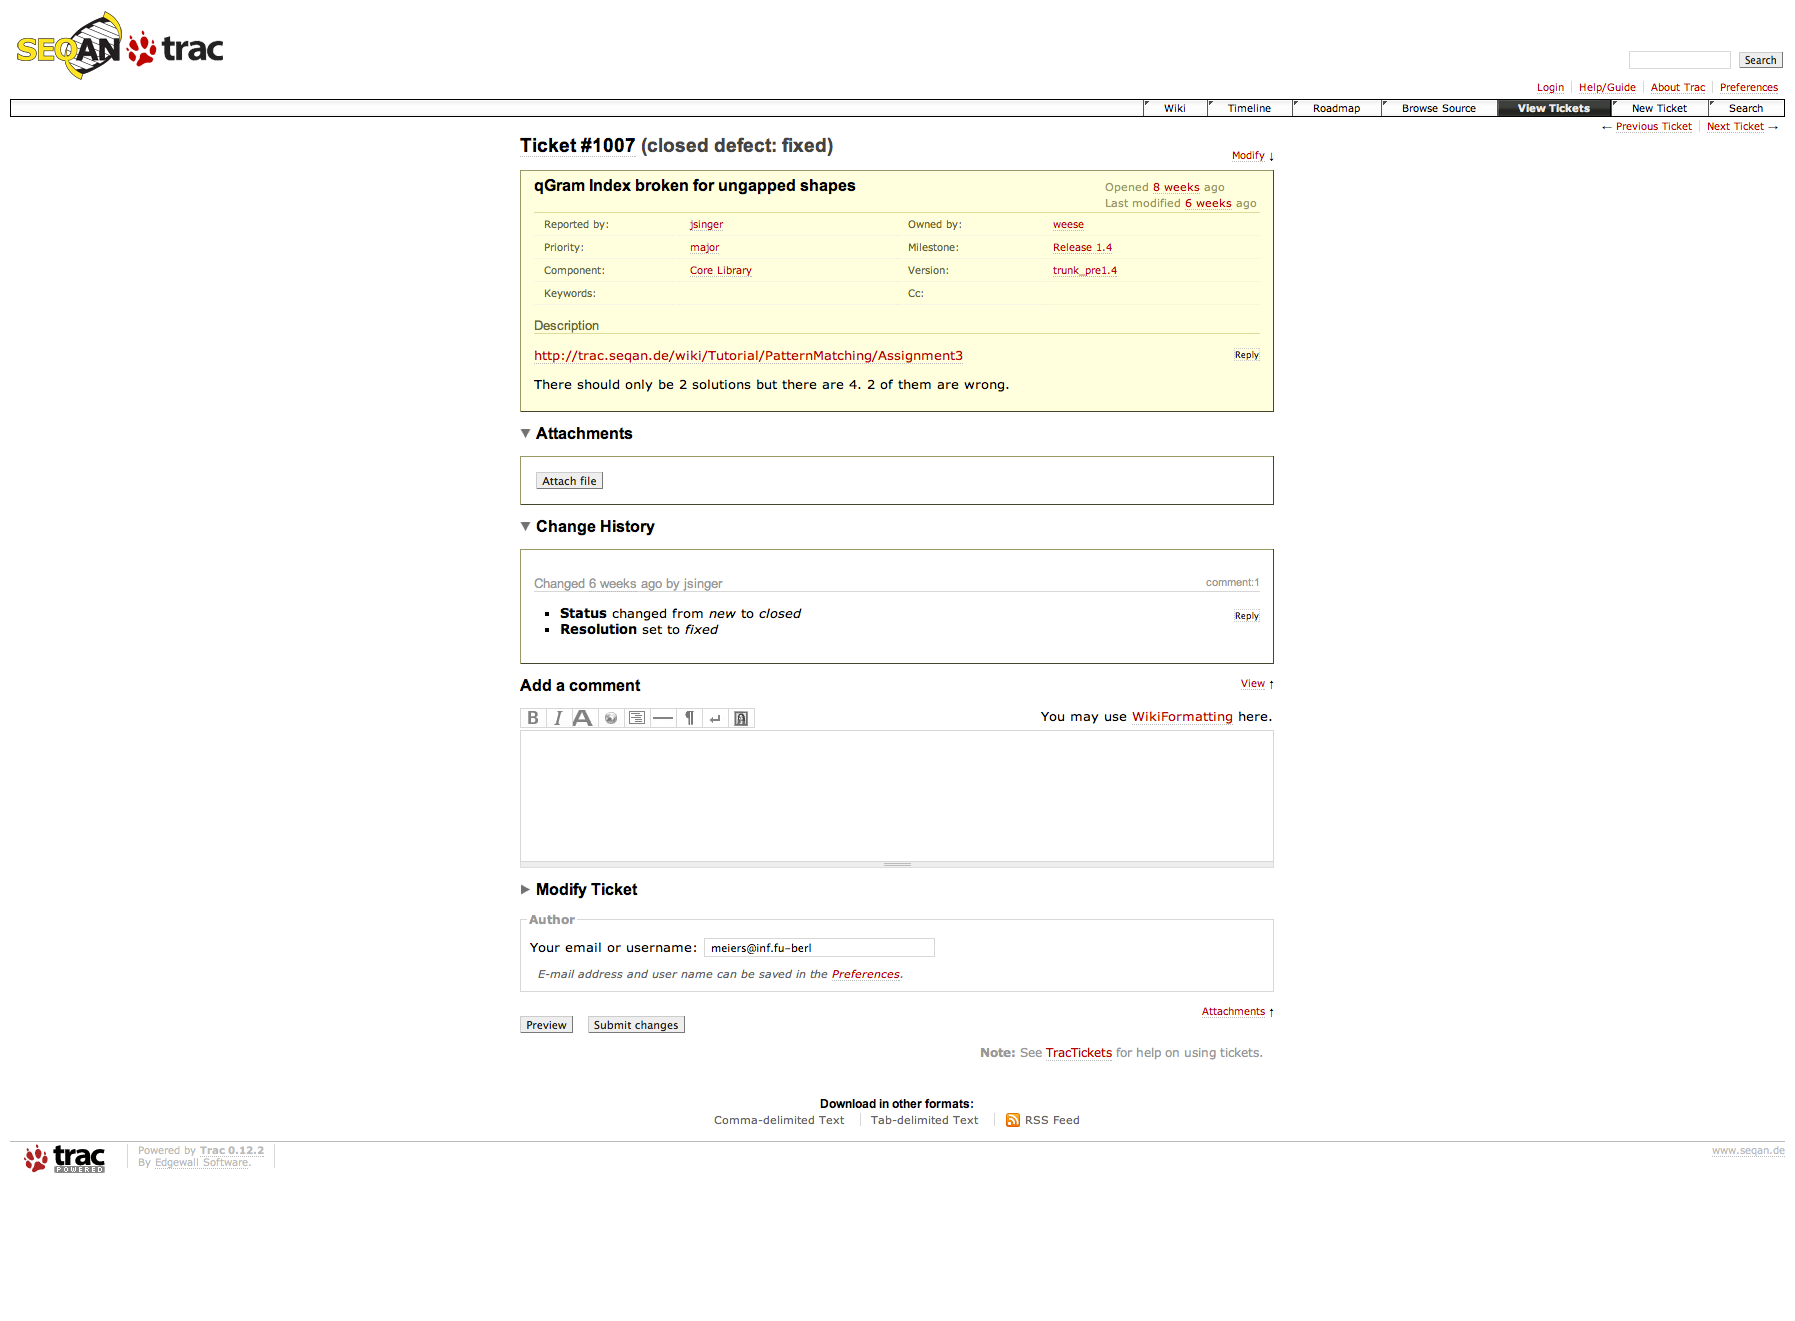 SEQAN trac
Search
Login Help/Guide About Trac Preferences
Wiki Timeline Roadmap Browse Source View Tickets New Ticket Search
← Previous Ticket Next Ticket →
Ticket #1007 (closed defect: fixed)
Modify ↓
qGram Index broken for ungapped shapes
Opened 8 weeks ago
Last modified 6 weeks ago
Reported by: jsinger Owned by: weese
Priority: major Milestone: Release 1.4
Component: Core Library Version: trunk_pre1.4
Keywords: Cc:
Description
http://trac.seqan.de/wiki/Tutorial/PatternMatching/Assignment3 Reply
There should only be 2 solutions but there are 4. 2 of them are wrong.
Attachments
Attach file
Change History
Changed 6 weeks ago by jsinger comment:1
Status changed from new to closed Reply
Resolution set to fixed
Add a comment View ↑
B I A ¶ You may use WikiFormatting here.
Modify Ticket
Author
Your email or username: meiers@inf.fu-berl
E-mail address and user name can be saved in the Preferences.
Attachments ↑
Preview Submit changes
Note: See TracTickets for help on using tickets.
Download in other formats:
Comma-delimited Text Tab-delimited Text RSS Feed
trac POWERED Powered by Trac 0.12.2 www.seqan.de
By Edgewall Software.